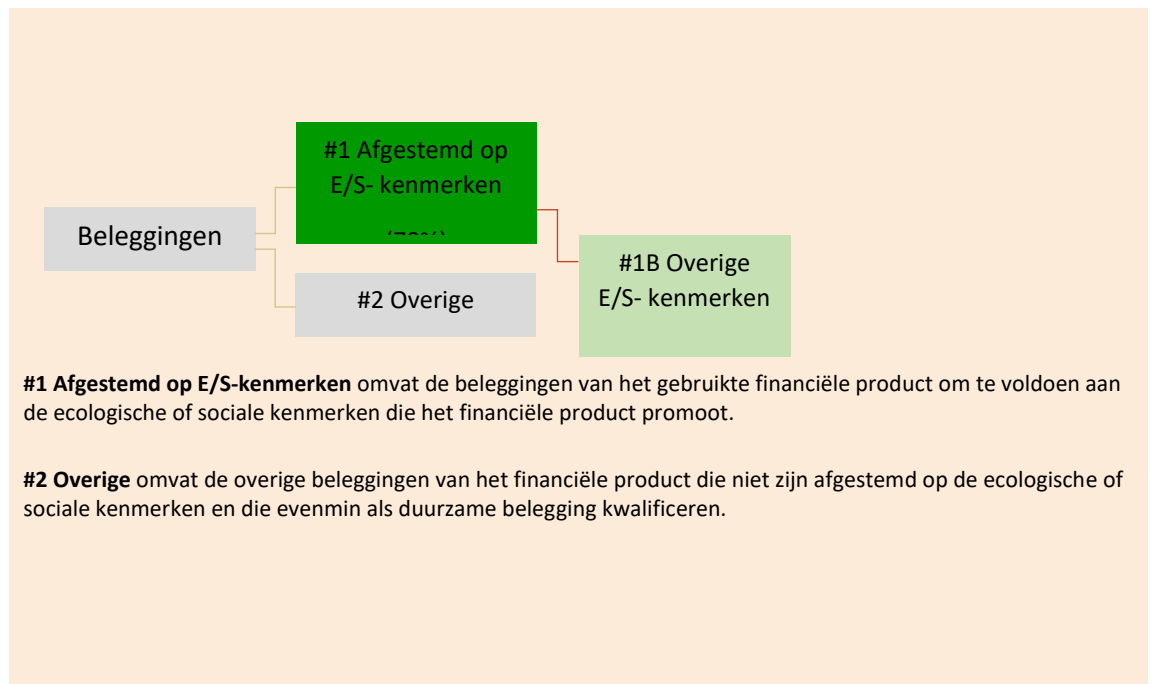 #1 Afgestemd op
E/S- kenmerken
Beleggingen
#2 Overige
#1B Overige
E/S- kenmerken
#1 Afgestemd op E/S-kenmerken omvat de beleggingen van het gebruikte financiële product om te voldoen aan
de ecologische of sociale kenmerken die het financiële product promoot.
#2 Overige omvat de overige beleggingen van het financiële product die niet zijn afgestemd op de ecologische of
sociale kenmerken en die evenmin als duurzame belegging kwalificeren.